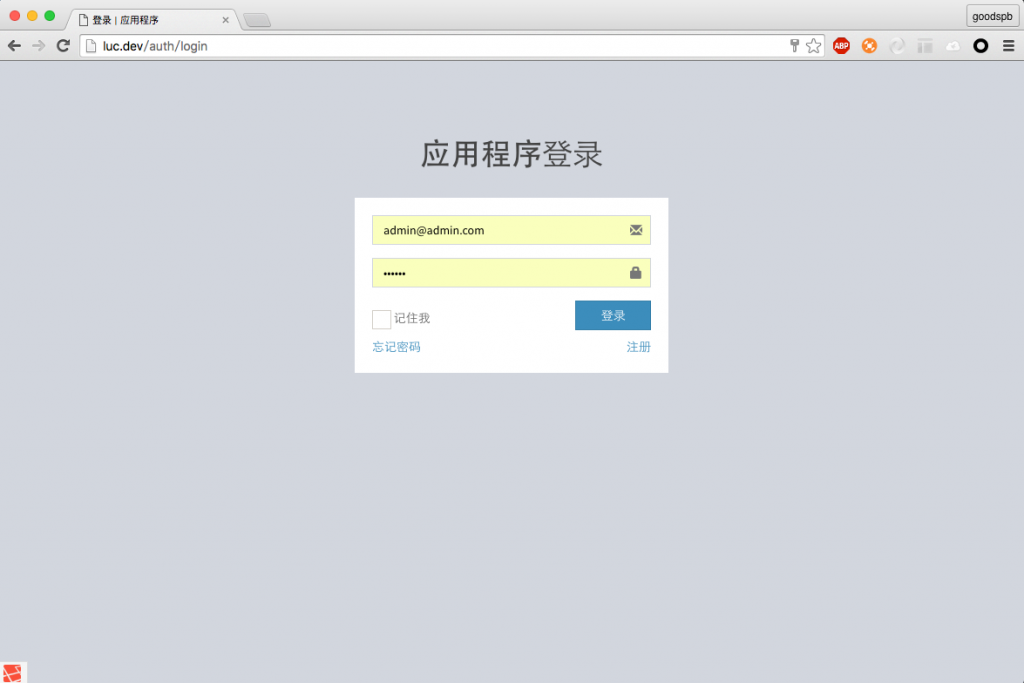 登录 | 应用程序
goodspb
luc.dev/auth/login
ABP
应用程序登录
admin@admin.com
••••••
记住我
登录
忘记密码
注册